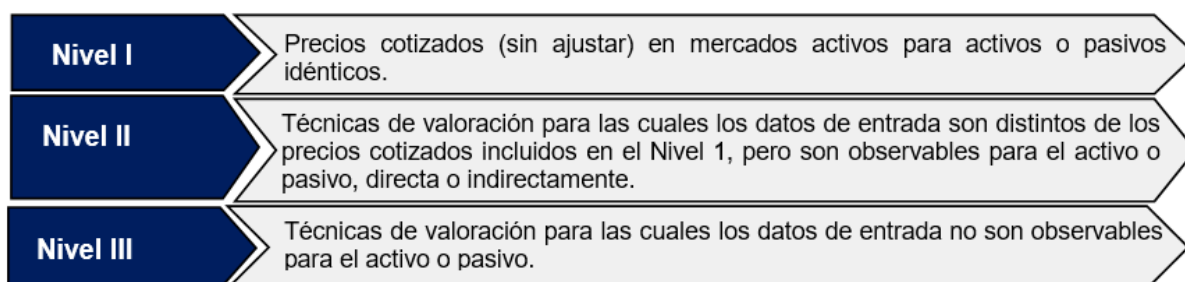 Nivel I
Precios cotizados (sin ajustar) en mercados activos para activos o pasivos
idénticos.
Nivel II
Técnicas de valoración para las cuales los datos de entrada son distintos de los
precios cotizados incluidos en el Nivel 1, pero son observables para el activo o
pasivo, directa o indirectamente.
Nivel III
Técnicas de valoración para las cuales los datos de entrada no son observables
para el activo o pasivo.